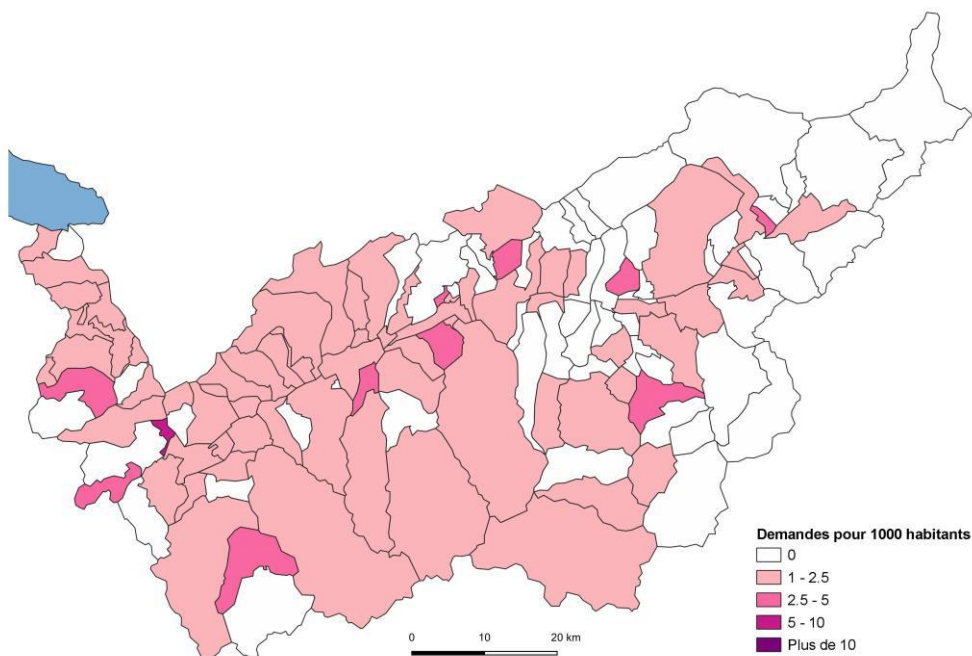 Demandes pour 1000 habitants
0
1 - 2.5
2.5 - 5
5 - 10
Plus de 10
0 10 20 km